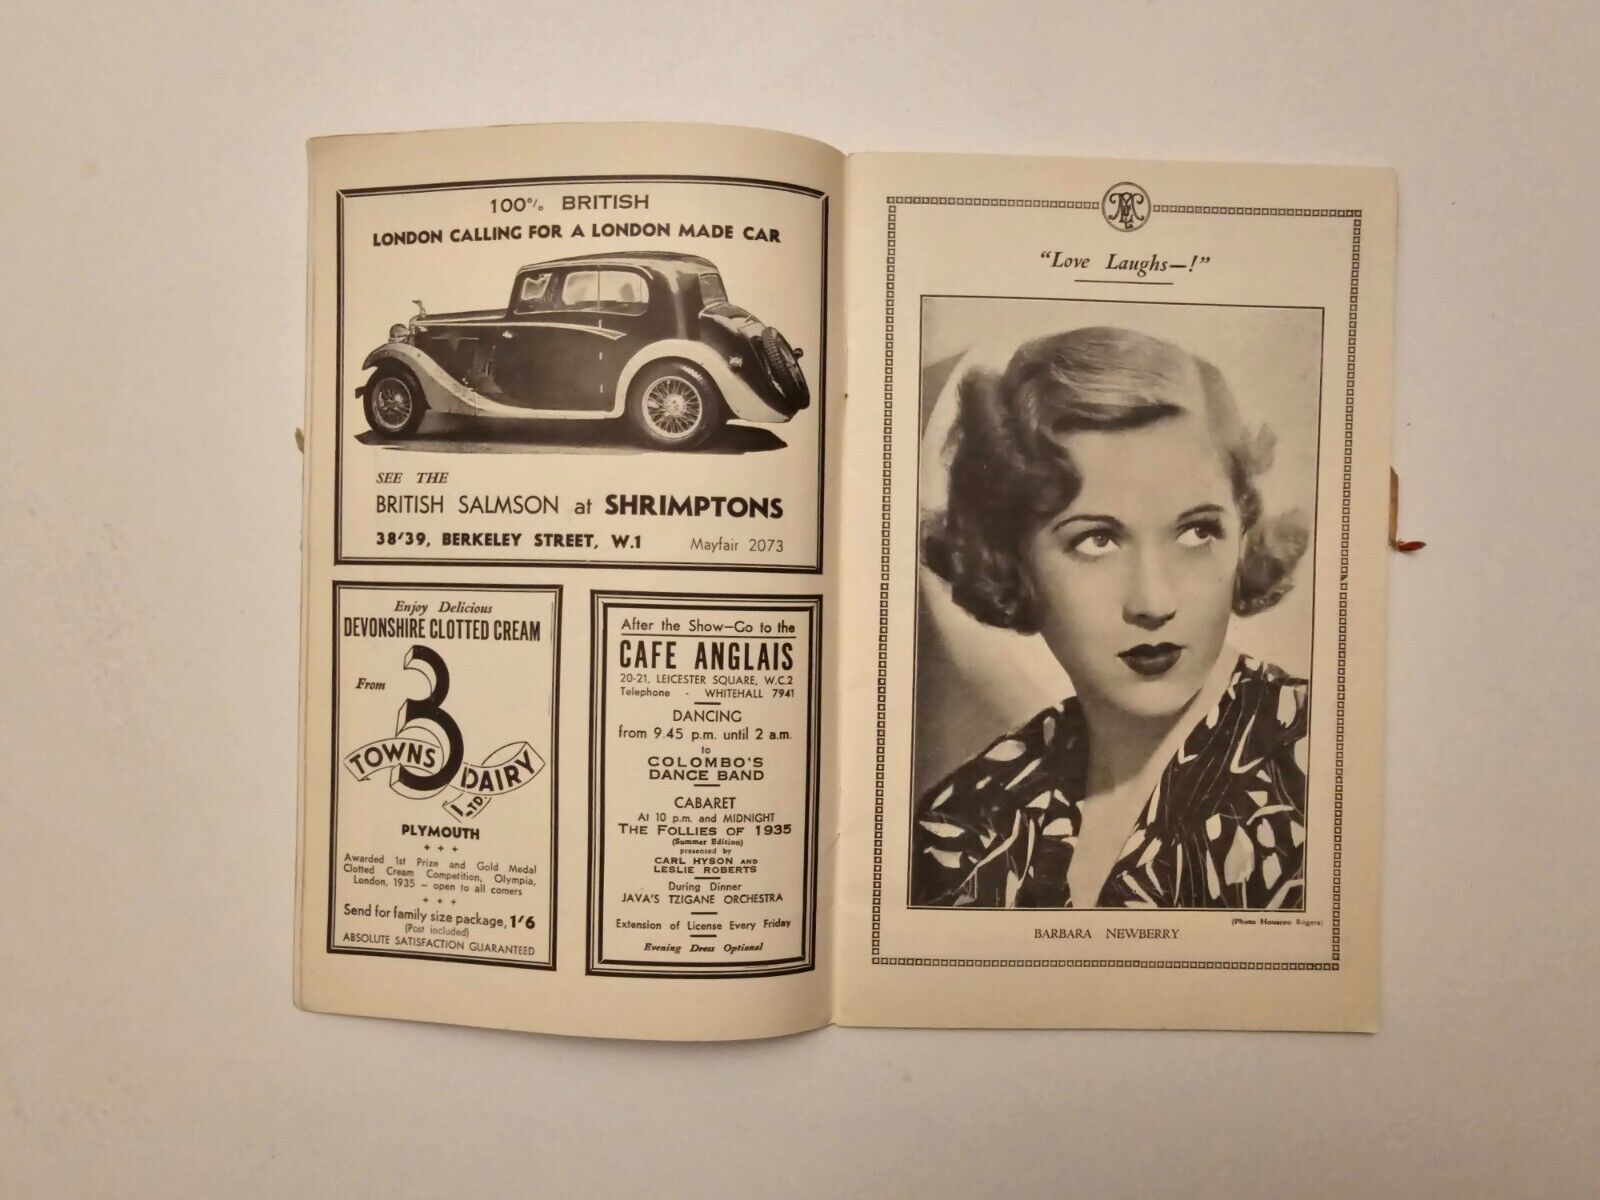 100% BRITISH
LONDON CALLING FOR A LONDON MADE CAR
SEE THE
BRITISH SALMSON at SHRIMPTONS
38/39, BERKELEY STREET, W.1 Mayfair 2073
Enjoy Delicious
DEVONSHIRE CLOTTED CREAM
From
3
TOWNS DAIRY
LTD.
PLYMOUTH
+ + +
Awarded 1st Prize and Gold Medal
Clotted Cream Competition, Olympia,
London, 1935 – open to all comers
+ + +
Send for family size package, 1'6
(Post included)
ABSOLUTE SATISFACTION GUARANTEED
After the Show—Go to the
CAFE ANGLAIS
20-21, LEICESTER SQUARE, W.C.2
Telephone - WHITEHALL 7941
DANCING
from 9.45 p.m. until 2 a.m.
to
COLOMBO'S
DANCE BAND
CABARET
At 10 p.m. and MIDNIGHT
THE FOLLIES OF 1935
(Summer Edition)
presented by
CARL HYSON AND
LESLIE ROBERTS
During Dinner
JAVA'S TZIGANE ORCHESTRA
Extension of License Every Friday
Evening Dress Optional
"Love Laughs—!"
(Photo Houston Rogers)
BARBARA NEWBERRY